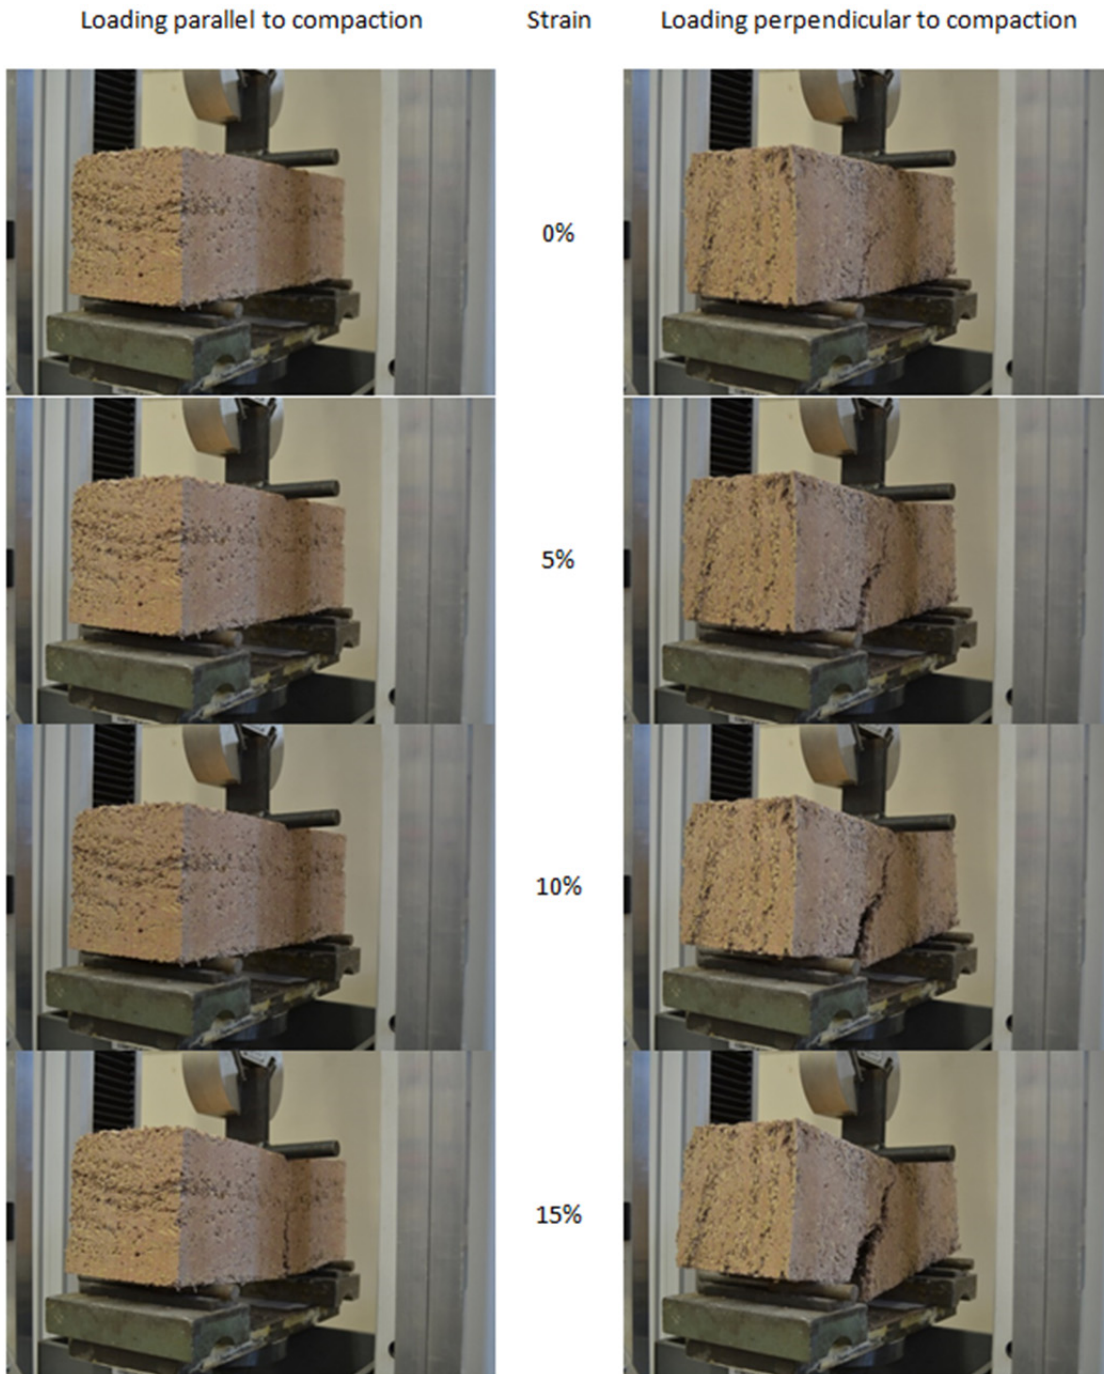 Loading parallel to compaction
Strain
Loading perpendicular to compaction
0%
5%
10%
15%